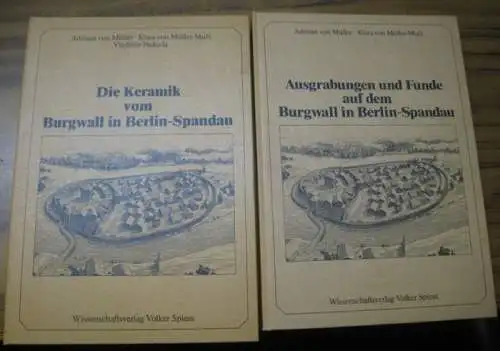 Adriaan von Müller · Klara von Müller-Muči
Vladimír Nekuda
Die Keramik
vom
Burgwall in Berlin-Spandau
Wissenschaftsverlag Volker Spiess
Adriaan von Müller · Klara von Müller-Muči
Ausgrabungen und Funde
auf dem
Burgwall in Berlin-Spandau
Wissenschaftsverlag Volker Spiess